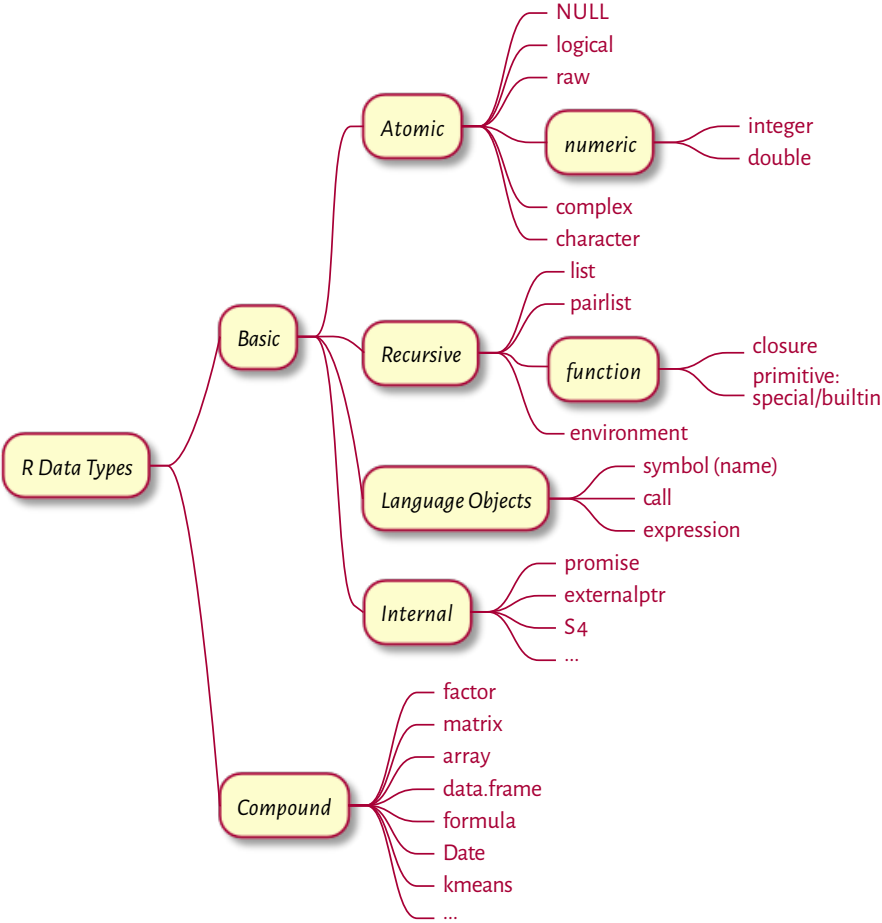 NULL
logical
raw
Atomic
numeric
integer
double
complex
character
list
pairlist
Basic
Recursive
function
closure
primitive:
special/builtin
environment
R Data Types
Language Objects
symbol (name)
call
expression
Internal
promise
externalptr
S4
...
factor
matrix
array
data.frame
Compound
formula
Date
kmeans
...